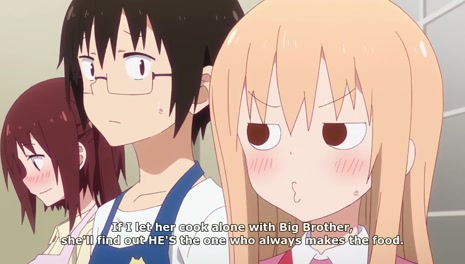 If I let her cook alone with Big Brother,
she'll find out HE'S the one who always makes the food.